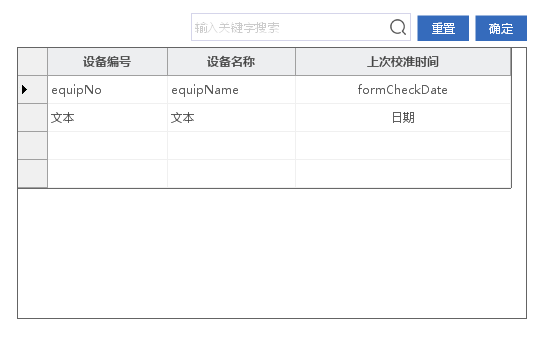 输入关键字搜索 重置 确定
设备编号 设备名称 上次校准时间
equipNo equipName formCheckDate
文本 文本 日期